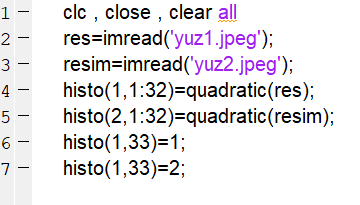 1 – clc , close , clear all
2 – res=imread('yuz1.jpeg');
3 – resim=imread('yuz2.jpeg');
4 – histo(1,1:32)=quadratic(res);
5 – histo(2,1:32)=quadratic(resim);
6 – histo(1,33)=1;
7 – histo(1,33)=2;